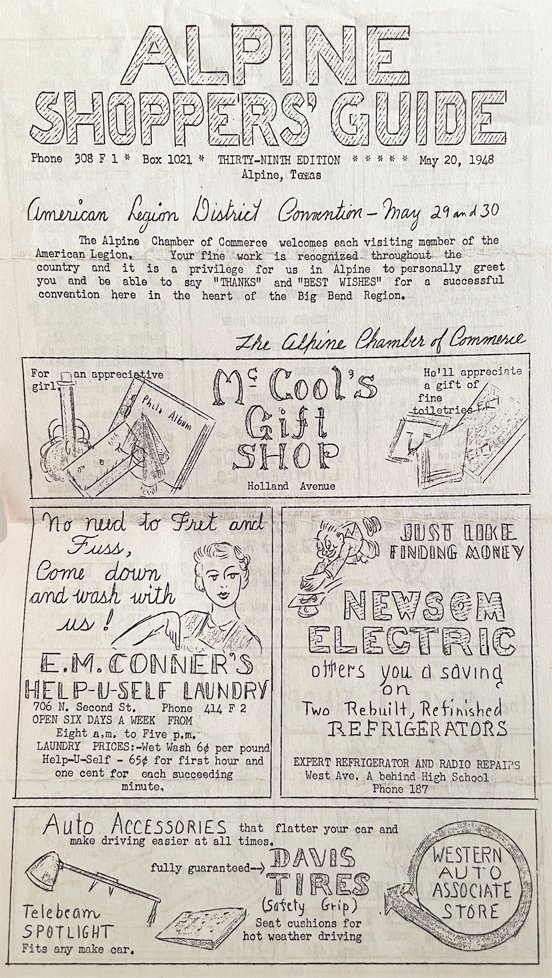 ALPINE
SHOPPERS' GUIDE
Phone 308 F 1 * Box 1021 * THIRTY-NINTH EDITION * * * * * May 20, 1948
Alpine, Texas
American Legion District Convention - May 29 and 30
The Alpine Chamber of Commerce welcomes each visiting member of the
American Legion. Your fine work is recognized throughout the
country and it is a privilege for us in Alpine to personally greet
you and be able to say "THANKS" and "BEST WISHES" for a successful
convention here in the heart of the Big Bend Region.
The Alpine Chamber of Commerce
For an appreciative
girl
Photo Album
McCool's
Gift
SHOP
Holland Avenue
He'll appreciate
a gift of
fine
toiletries
No need to Fret and
Fuss,
Come down
and wash with
us!
E.M. CONNER'S
HELP-U-SELF LAUNDRY
706 N. Second St. Phone 414 F 2
OPEN SIX DAYS A WEEK FROM
Eight a.m. to Five p.m.
LAUNDRY PRICES:-Wet Wash 6¢ per pound
Help-U-Self - 65¢ for first hour and
one cent for each succeeding
minute.
JUST LIKE
FINDING MONEY
NEWSOM
ELECTRIC
offers you a saving
on
Two Rebuilt, Refinished
REFRIGERATORS
EXPERT REFRIGERATOR AND RADIO REPAIRS
West Ave. A behind High School
Phone 187
Auto ACCESSORIES that flatter your car and
make driving easier at all times.
fully guaranteed→
DAVIS
TIRES
(Safety Grip)
Seat cushions for
hot weather driving
Telebeam
SPOTLIGHT
Fits any make car.
WESTERN
AUTO
ASSOCIATE
STORE